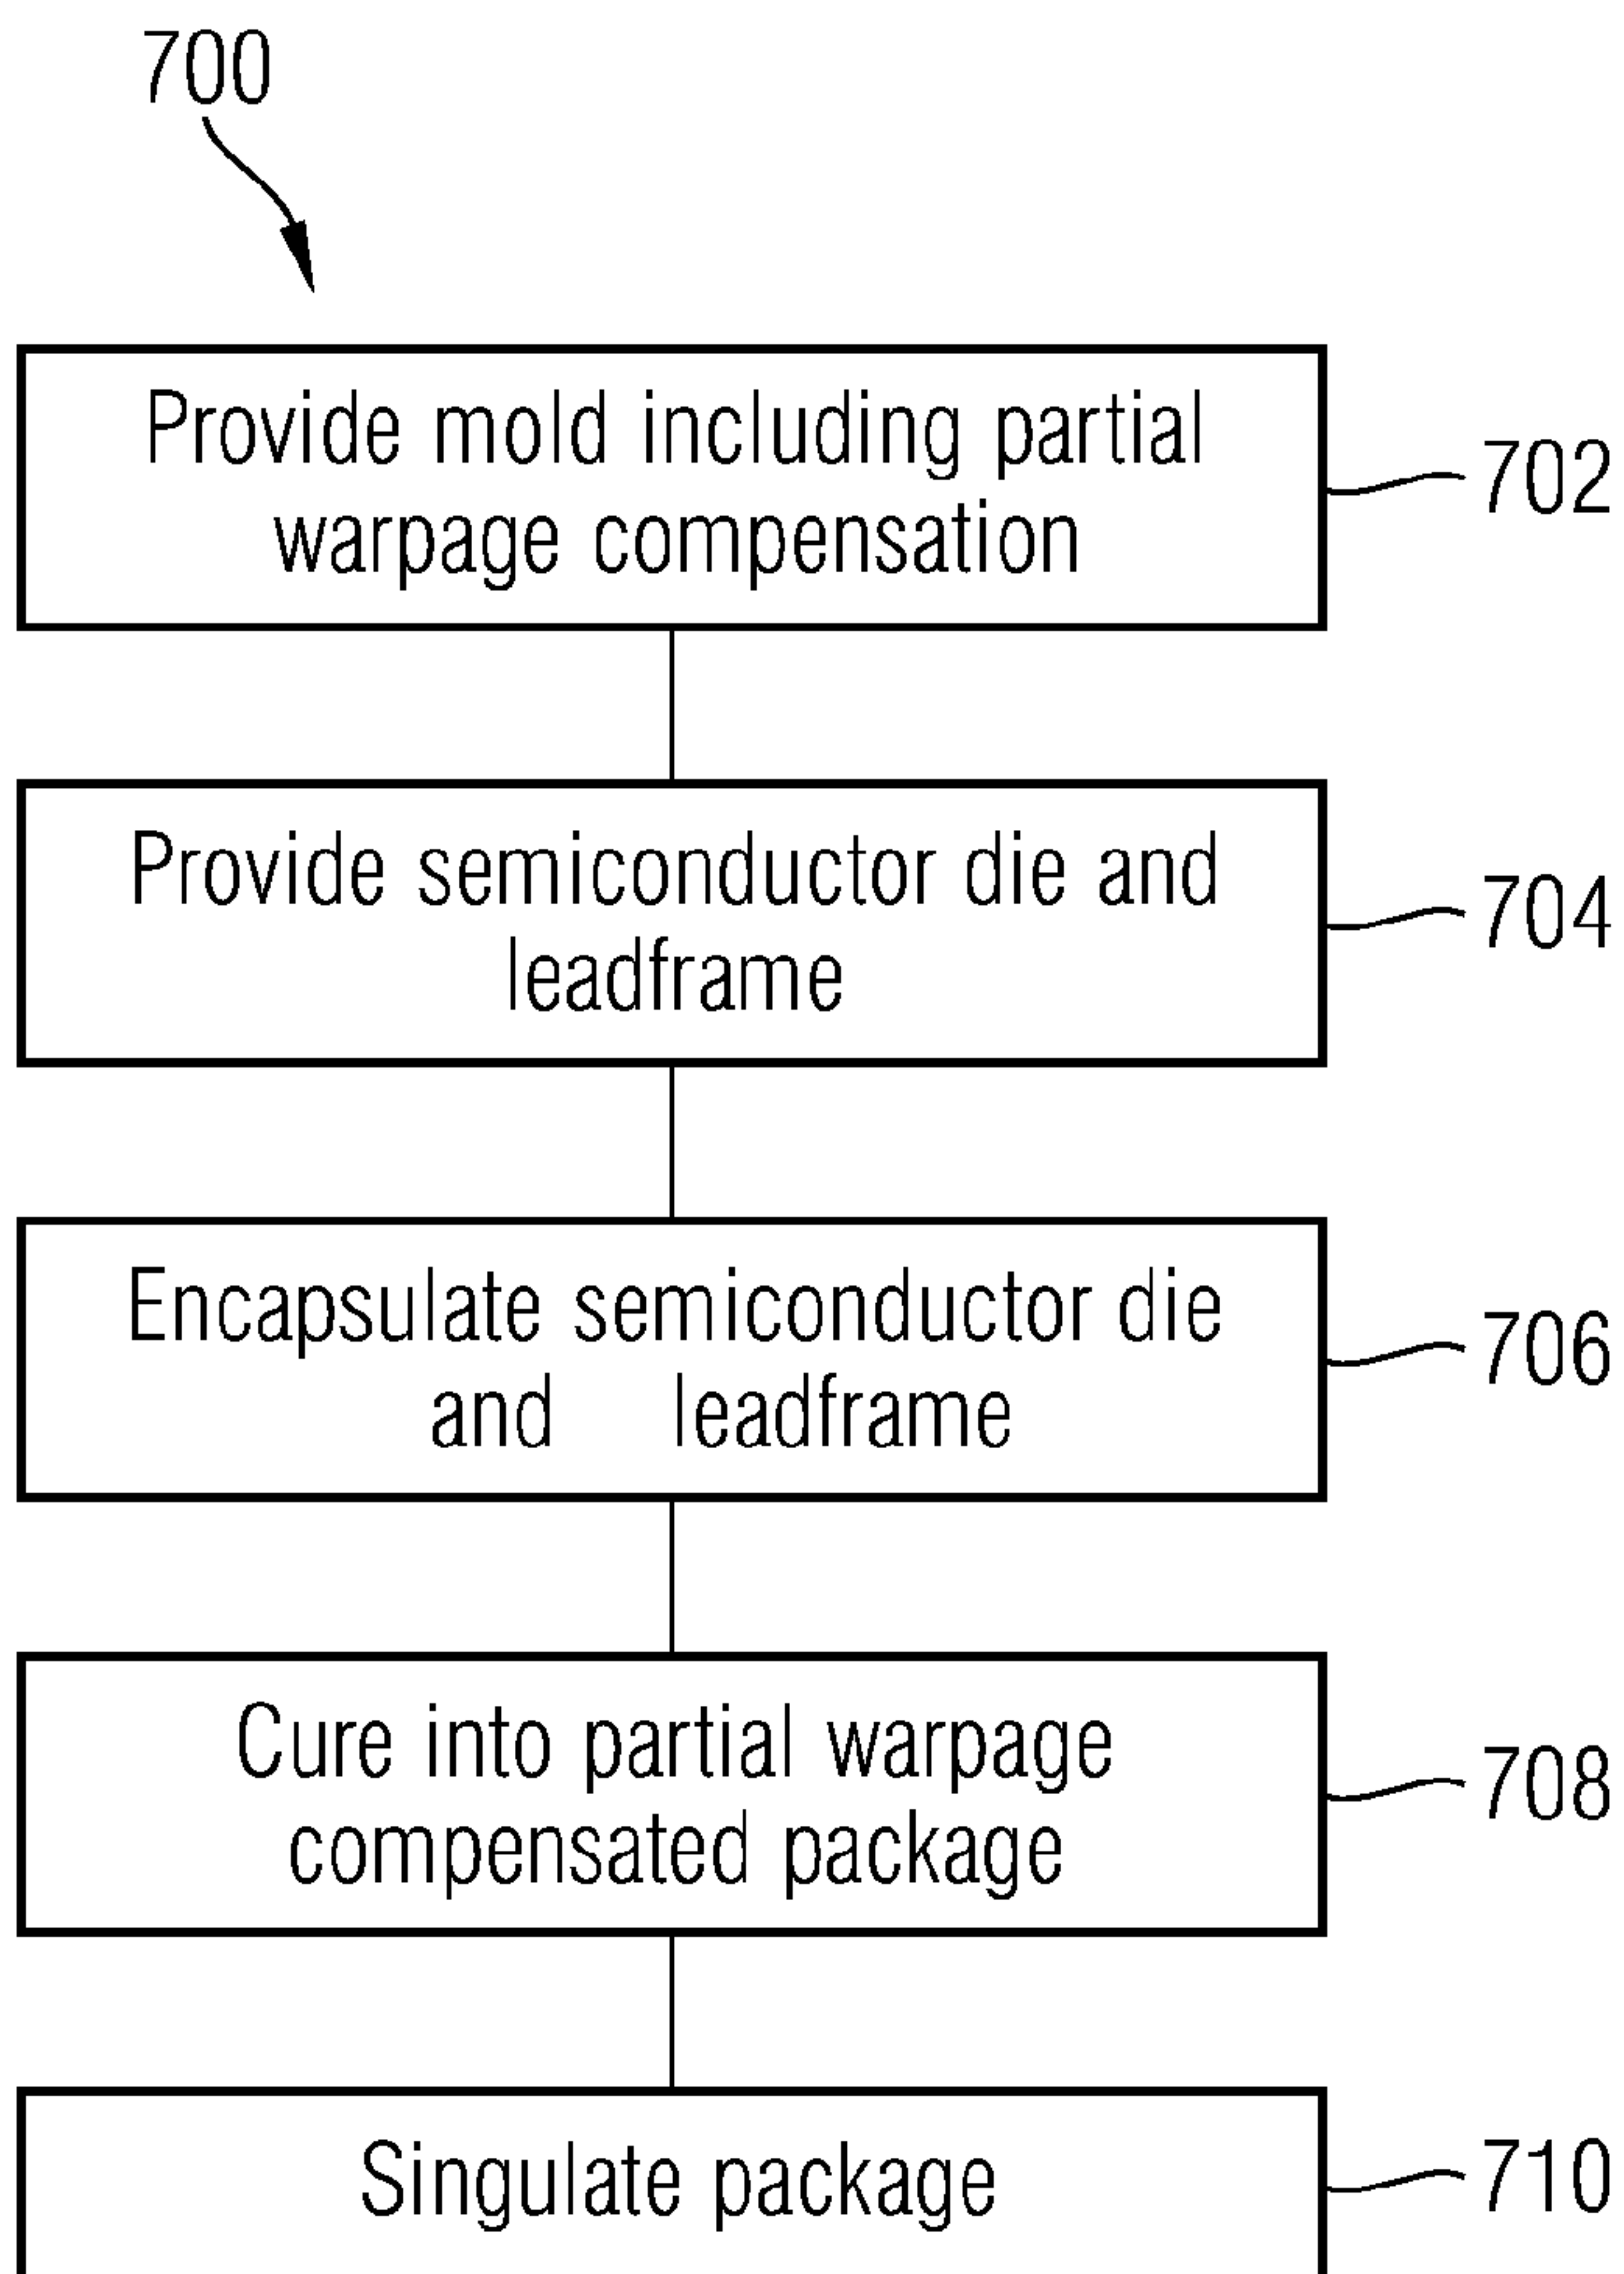 700
Provide mold including partial
warpage compensation
702
Provide semiconductor die and
leadframe
704
Encapsulate semiconductor die
and leadframe
706
Cure into partial warpage
compensated package
708
Singulate package
710